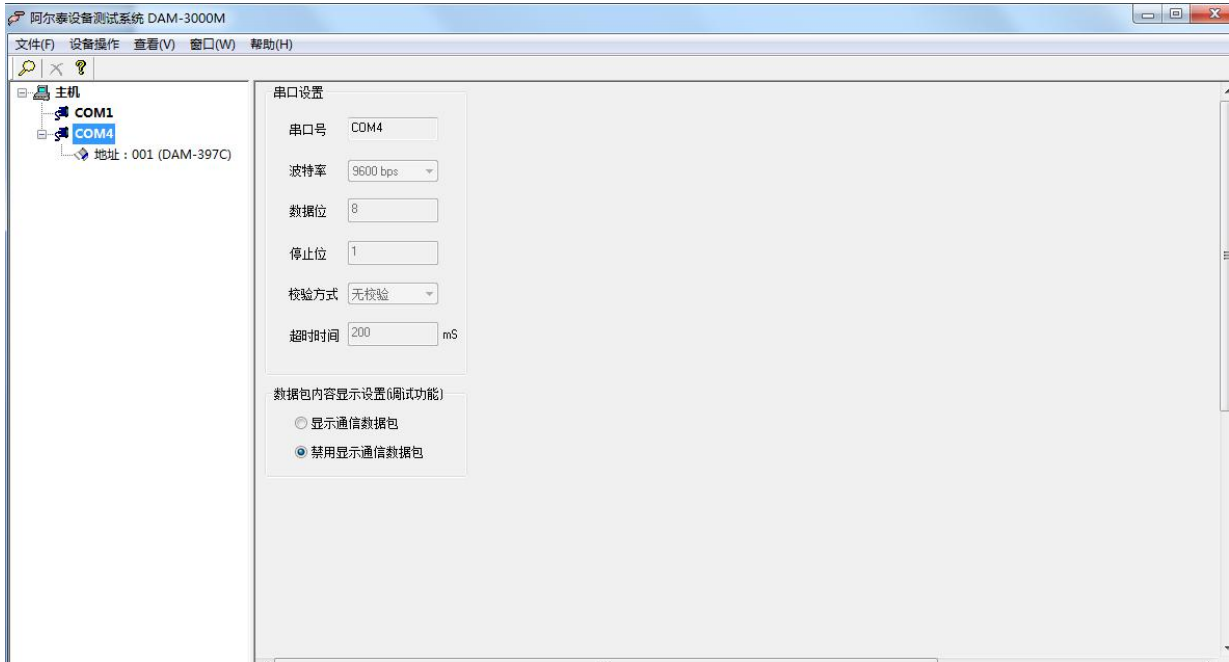 阿尔泰设备测试系统 DAM-3000M
文件(F) 设备操作 查看(V) 窗口(W) 帮助(H)
主机
COM1
COM4
地址：001 (DAM-397C)
串口设置
串口号 COM4
波特率 9600 bps
数据位 8
停止位 1
校验方式 无校验
超时时间 200 mS
数据包内容显示设置(调试功能)
显示通信数据包
禁用显示通信数据包